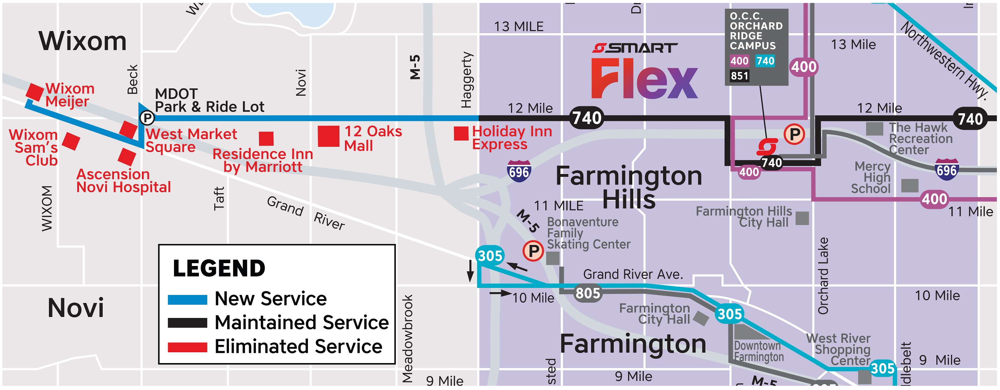 13 MILE
Wixom
SMART
Flex
O.C.C.
ORCHARD
RIDGE
CAMPUS
400 740
851
400
13 Mile
Northwestern Hwy.
M-5
Haggerty
Beck
Novi
Wixom
Meijer
MDOT
Park & Ride Lot
P
12 Mile
740
12 Mile
740
Wixom
Sam's
Club
West Market
Square
Residence Inn
by Marriott
12 Oaks
Mall
Holiday Inn
Express
P
The Hawk
Recreation
Center
Ascension
Novi Hospital
696
Farmington
Hills
740
400
696
Mercy
High
School
400
11 Mile
WIXOM
Taft
Grand River
11 MILE
M-5
Bonaventure
Family
Skating Center
P
Farmington Hills
City Hall
Orchard Lake
305
Grand River Ave.
10 Mile
805
10 Mile
LEGEND
New Service
Maintained Service
Eliminated Service
Novi
Meadowbrook
Farmington
City Hall
305
Farmington
Downtown
Farmington
West River
Shopping
Center
305
dlebelt
9 Mile
9 Mile
sted
9 Mile
M-5